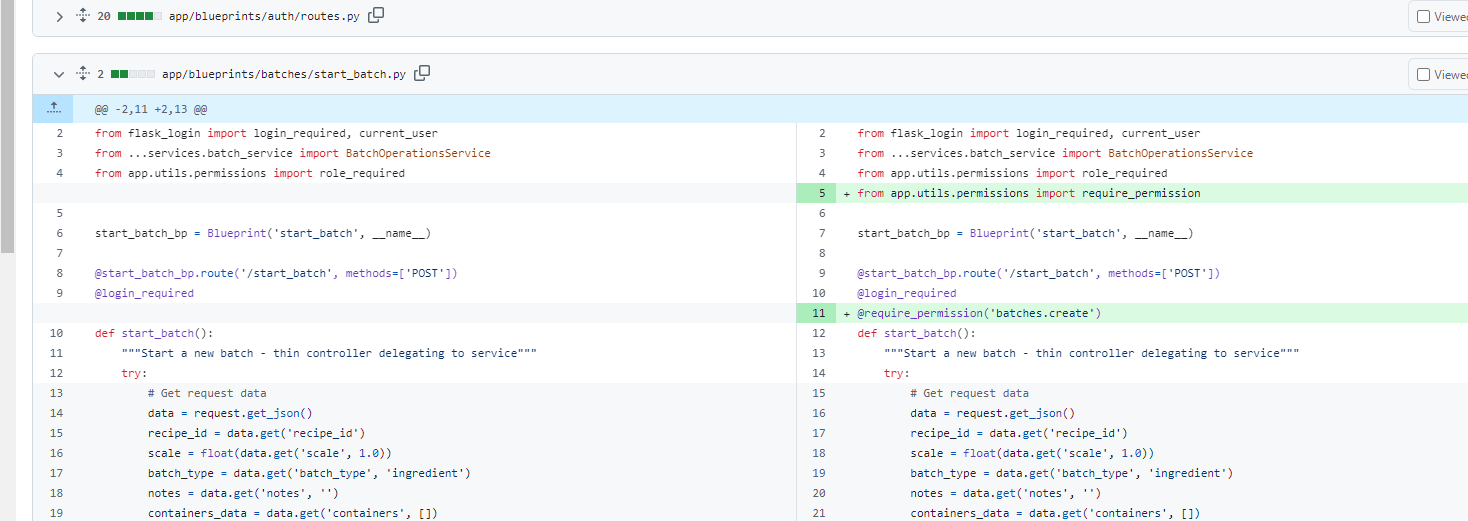 20 app/blueprints/auth/routes.py Viewed
2 app/blueprints/batches/start_batch.py Viewed
@@ -2,11 +2,13 @@
2 from flask_login import login_required, current_user
3 from ...services.batch_service import BatchOperationsService
4 from app.utils.permissions import role_required
5
6 start_batch_bp = Blueprint('start_batch', __name__)
7
8 @start_batch_bp.route('/start_batch', methods=['POST'])
9 @login_required
10 def start_batch():
11 """Start a new batch - thin controller delegating to service"""
12 try:
13 # Get request data
14 data = request.get_json()
15 recipe_id = data.get('recipe_id')
16 scale = float(data.get('scale', 1.0))
17 batch_type = data.get('batch_type', 'ingredient')
18 notes = data.get('notes', '')
19 containers_data = data.get('containers', [])
2 from flask_login import login_required, current_user
3 from ...services.batch_service import BatchOperationsService
4 from app.utils.permissions import role_required
5 + from app.utils.permissions import require_permission
6
7 start_batch_bp = Blueprint('start_batch', __name__)
8
9 @start_batch_bp.route('/start_batch', methods=['POST'])
10 @login_required
11 + @require_permission('batches.create')
12 def start_batch():
13 """Start a new batch - thin controller delegating to service"""
14 try:
15 # Get request data
16 data = request.get_json()
17 recipe_id = data.get('recipe_id')
18 scale = float(data.get('scale', 1.0))
19 batch_type = data.get('batch_type', 'ingredient')
20 notes = data.get('notes', '')
21 containers_data = data.get('containers', [])